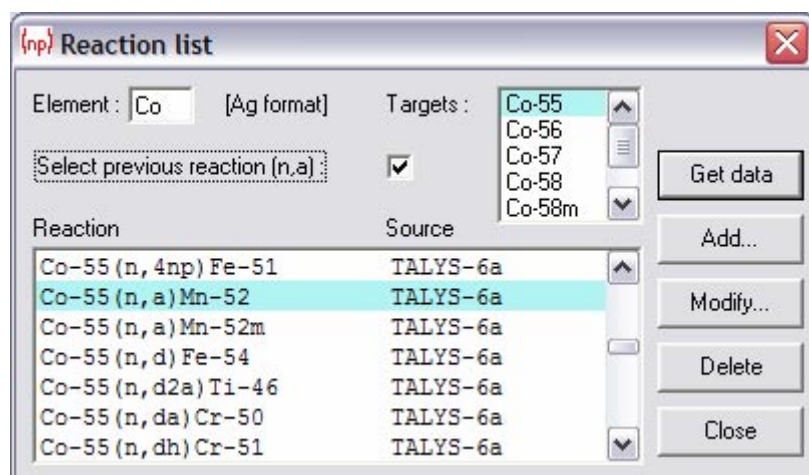 {np} Reaction list
Element : Co [Ag format] Targets :
Co-55
Co-56
Co-57
Co-58
Co-58m
Select previous reaction (n,a) :
Get data
Add...
Modify...
Delete
Close
Reaction Source
Co-55(n,4np)Fe-51 TALYS-6a
Co-55(n,a)Mn-52 TALYS-6a
Co-55(n,a)Mn-52m TALYS-6a
Co-55(n,d)Fe-54 TALYS-6a
Co-55(n,d2a)Ti-46 TALYS-6a
Co-55(n,da)Cr-50 TALYS-6a
Co-55(n,dh)Cr-51 TALYS-6a